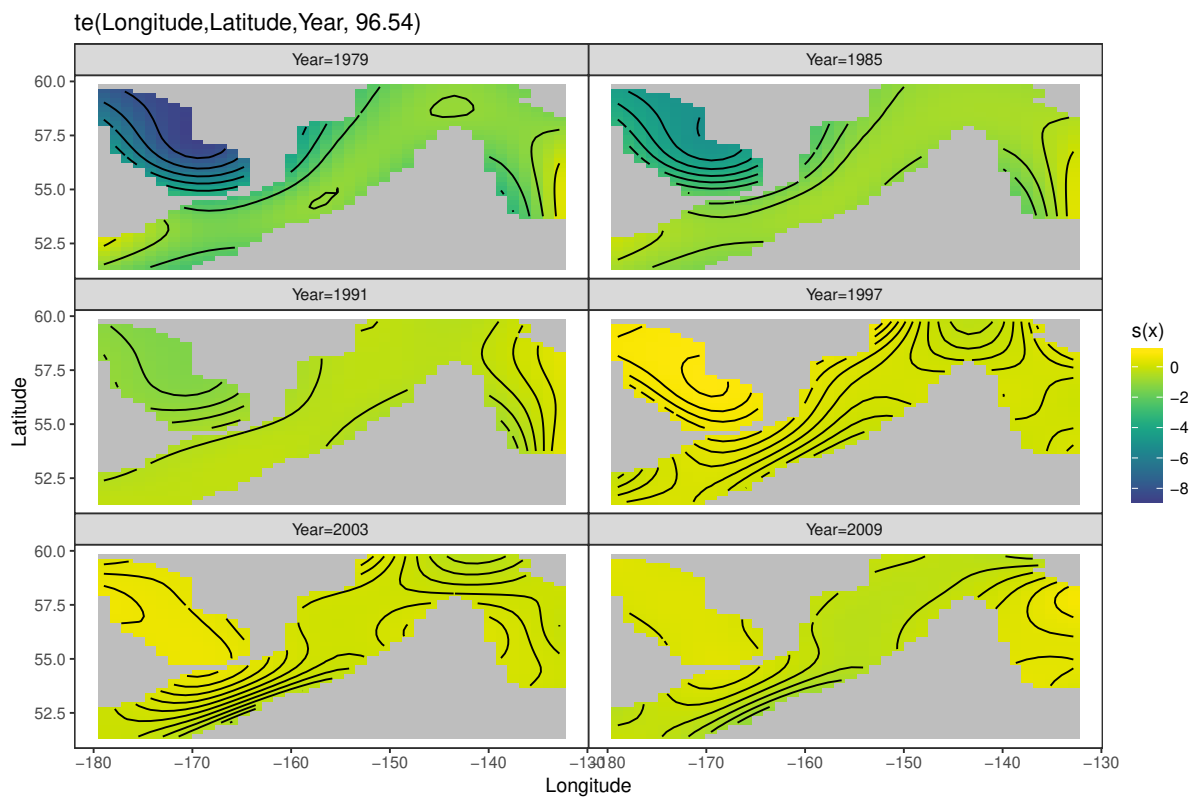 te(Longitude,Latitude,Year, 96.54)
Year=1979
Year=1985
60.0
57.5
55.0
52.5
Year=1991
Year=1997
60.0
57.5
55.0
52.5
Year=2003
Year=2009
60.0
57.5
55.0
52.5
Latitude
−180 −170 −160 −150 −140 −130
−180 −170 −160 −150 −140 −130
Longitude
s(x)
0
−2
−4
−6
−8